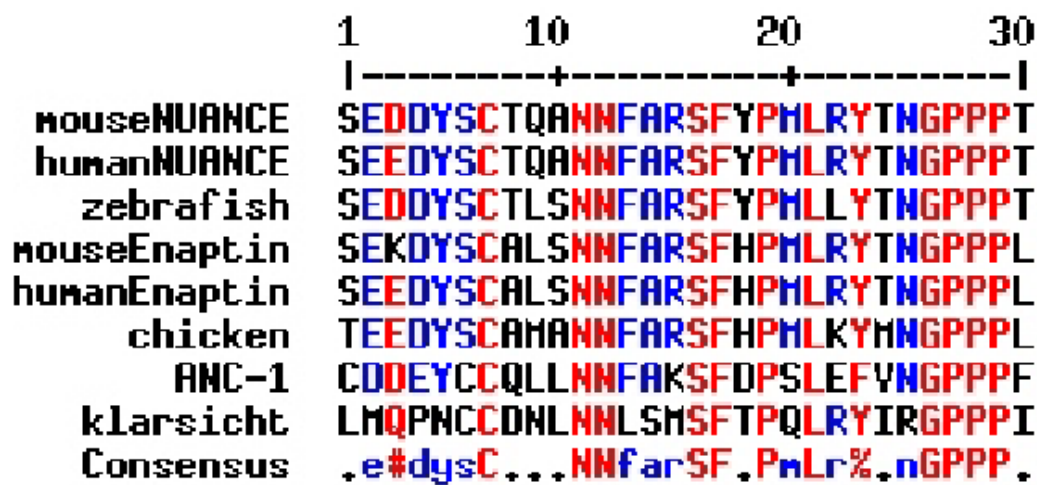 1 10 20 30
|--------+---------+---------|
mouseNUANCE SEDDYSCTQANNFARSFYPMLRYTNGPPPT
humanNUANCE SEEDYSCTQANNFARSFYPMLRYTNGPPPT
zebrafish SEDDYSCTLSNNFARSFYPMLLYTNGPPPT
mouseEnaptin SEKDYSCALSNNFARSFHPMLRYTNGPPPL
humanEnaptin SEEDYSCALSNNFARSFHPMLRYTNGPPPL
chicken TEEDYSCAMANNFARSFHPMLKYMNGPPPL
ANC-1 CDDEYCCQLLNNFAKSFDPSLEFVNGPPPF
klarsicht LMQPNCCDNLNNLSMSFTPQLRYIRGPPPI
Consensus .e#dysC...NNfarSF.PmLr%.nGPPP.